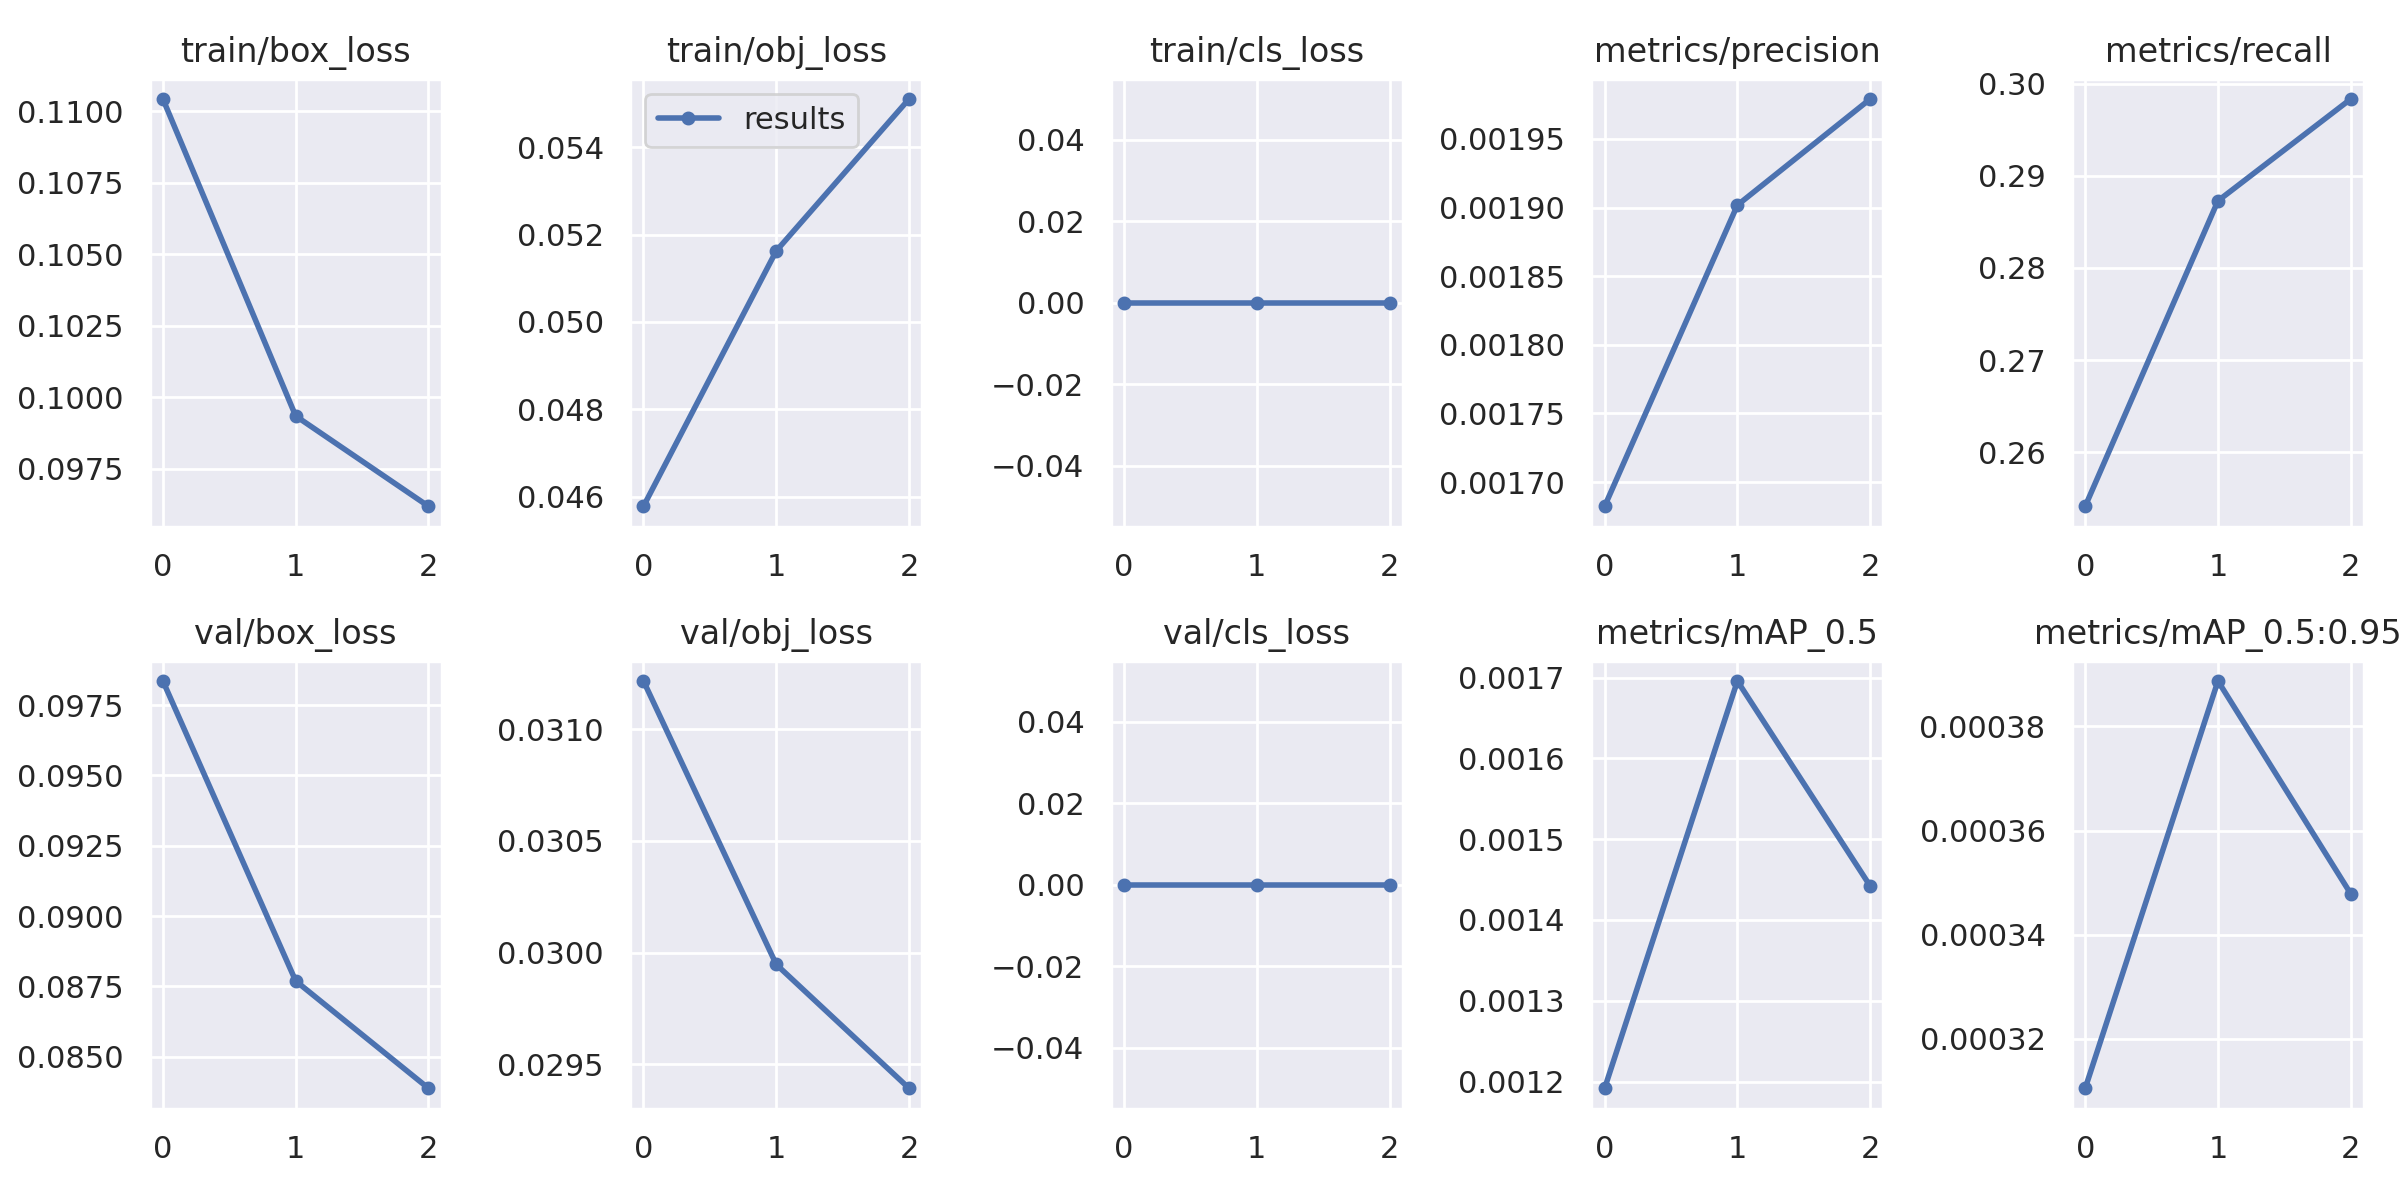 train/box_loss
train/obj_loss
train/cls_loss
metrics/precision
metrics/recall
0.1100
0.1075
0.1050
0.1025
0.1000
0.0975
0 1 2
results
0.054
0.052
0.050
0.048
0.046
0 1 2
0.04
0.02
0.00
−0.02
−0.04
0 1 2
0.00195
0.00190
0.00185
0.00180
0.00175
0.00170
0 1 2
0.30
0.29
0.28
0.27
0.26
0 1 2
val/box_loss
val/obj_loss
val/cls_loss
metrics/mAP_0.5
metrics/mAP_0.5:0.95
0.0975
0.0950
0.0925
0.0900
0.0875
0.0850
0 1 2
0.0310
0.0305
0.0300
0.0295
0 1 2
0.04
0.02
0.00
−0.02
−0.04
0 1 2
0.0017
0.0016
0.0015
0.0014
0.0013
0.0012
0 1 2
0.00038
0.00036
0.00034
0.00032
0 1 2